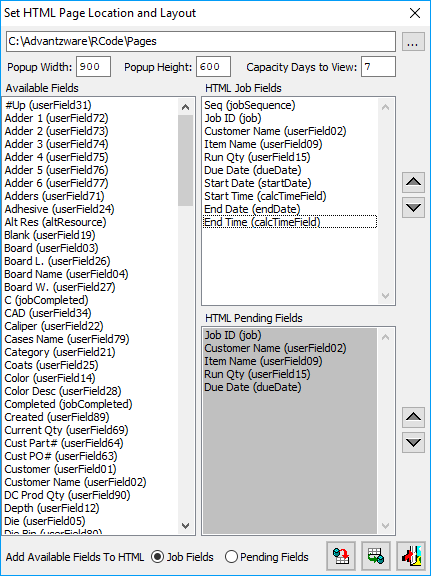 Set HTML Page Location and Layout
C:\Advantzware\RCode\Pages
...
Popup Width: 900 Popup Height: 600 Capacity Days to View: 7
Available Fields
#Up (userField31)
Adder 1 (userField72)
Adder 2 (userField73)
Adder 3 (userField74)
Adder 4 (userField75)
Adder 5 (userField76)
Adder 6 (userField77)
Adders (userField71)
Adhesive (userField24)
Alt Res (altResource)
Blank (userField19)
Board (userField03)
Board L. (userField26)
Board Name (userField04)
Board W. (userField27)
C (jobCompleted)
CAD (userField34)
Caliper (userField22)
Cases Name (userField79)
Category (userField21)
Coats (userField25)
Color (userField14)
Color Desc (userField28)
Completed (jobCompleted)
Created (userField89)
Current Qty (userField69)
Cust Part# (userField64)
Cust PO# (userField63)
Customer (userField01)
Customer Name (userField02)
DC Prod Qty (userField90)
Depth (userField12)
Die (userField05)
Die Bin (userField80)
HTML Job Fields
Seq (jobSequence)
Job ID (job)
Customer Name (userField02)
Item Name (userField09)
Run Qty (userField15)
Due Date (dueDate)
Start Date (startDate)
Start Time (calcTimeField)
End Date (endDate)
End Time (calcTimeField)
HTML Pending Fields
Job ID (job)
Customer Name (userField02)
Item Name (userField09)
Run Qty (userField15)
Due Date (dueDate)
Add Available Fields To HTML Job Fields Pending Fields